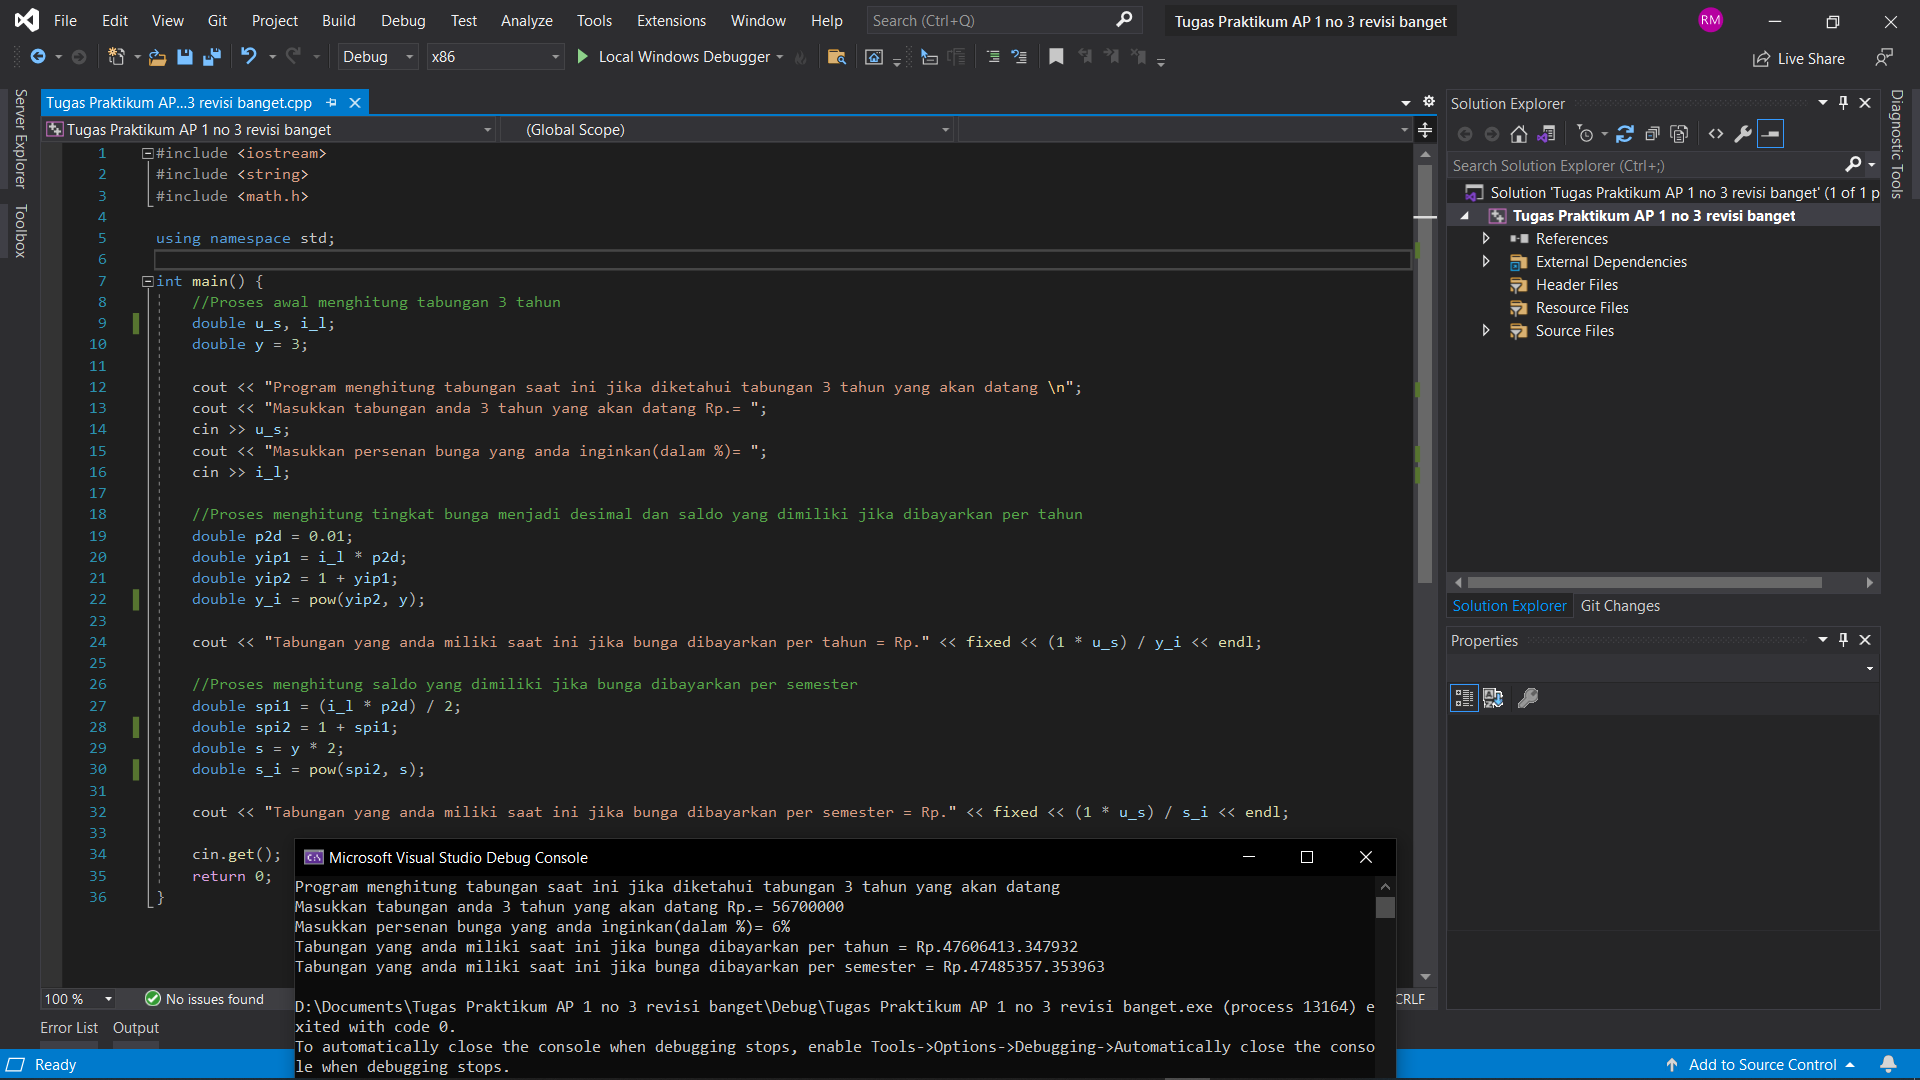 File Edit View Git Project Build Debug Test Analyze Tools Extensions Window Help Search (Ctrl+Q) Tugas Praktikum AP 1 no 3 revisi banget RM
Debug x86 Local Windows Debugger Live Share
Server Explorer
Toolbox
Tugas Praktikum AP...3 revisi banget.cpp
Tugas Praktikum AP 1 no 3 revisi banget (Global Scope)
1 #include <iostream>
2 #include <string>
3 #include <math.h>
4
5 using namespace std;
6
7 int main() {
8 //Proses awal menghitung tabungan 3 tahun
9 double u_s, i_l;
10 double y = 3;
11
12 cout << "Program menghitung tabungan saat ini jika diketahui tabungan 3 tahun yang akan datang \n";
13 cout << "Masukkan tabungan anda 3 tahun yang akan datang Rp.= ";
14 cin >> u_s;
15 cout << "Masukkan persenan bunga yang anda inginkan(dalam %)= ";
16 cin >> i_l;
17
18 //Proses menghitung tingkat bunga menjadi desimal dan saldo yang dimiliki jika dibayarkan per tahun
19 double p2d = 0.01;
20 double yip1 = i_l * p2d;
21 double yip2 = 1 + yip1;
22 double y_i = pow(yip2, y);
23
24 cout << "Tabungan yang anda miliki saat ini jika bunga dibayarkan per tahun = Rp." << fixed << (1 * u_s) / y_i << endl;
25
26 //Proses menghitung saldo yang dimiliki jika bunga dibayarkan per semester
27 double spi1 = (i_l * p2d) / 2;
28 double spi2 = 1 + spi1;
29 double s = y * 2;
30 double s_i = pow(spi2, s);
31
32 cout << "Tabungan yang anda miliki saat ini jika bunga dibayarkan per semester = Rp." << fixed << (1 * u_s) / s_i << endl;
33
34 cin.get();
35 return 0;
36 }
Microsoft Visual Studio Debug Console
Program menghitung tabungan saat ini jika diketahui tabungan 3 tahun yang akan datang
Masukkan tabungan anda 3 tahun yang akan datang Rp.= 56700000
Masukkan persenan bunga yang anda inginkan(dalam %)= 6%
Tabungan yang anda miliki saat ini jika bunga dibayarkan per tahun = Rp.47606413.347932
Tabungan yang anda miliki saat ini jika bunga dibayarkan per semester = Rp.47485357.353963
D:\Documents\Tugas Praktikum AP 1 no 3 revisi banget\Debug\Tugas Praktikum AP 1 no 3 revisi banget.exe (process 13164) e
xited with code 0.
To automatically close the console when debugging stops, enable Tools->Options->Debugging->Automatically close the conso
le when debugging stops.
100 % No issues found CRLF
Error List Output
Solution Explorer
Search Solution Explorer (Ctrl+;)
Solution 'Tugas Praktikum AP 1 no 3 revisi banget' (1 of 1 p
Tugas Praktikum AP 1 no 3 revisi banget
References
External Dependencies
Header Files
Resource Files
Source Files
Solution Explorer Git Changes
Properties
Diagnostic Tools
Ready Add to Source Control